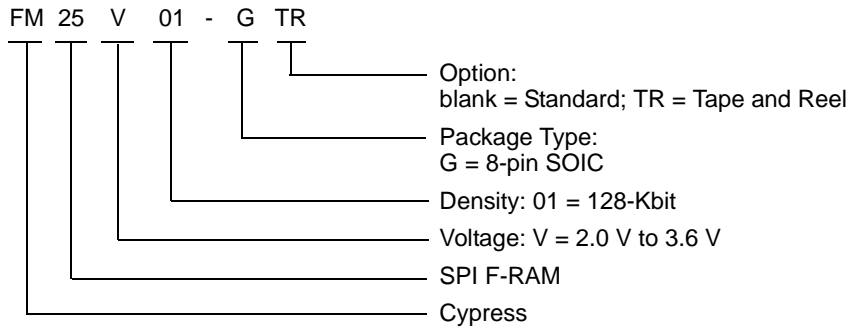 FM 25 V 01 - G TR
Option:
blank = Standard; TR = Tape and Reel
Package Type:
G = 8-pin SOIC
Density: 01 = 128-Kbit
Voltage: V = 2.0 V to 3.6 V
SPI F-RAM
Cypress